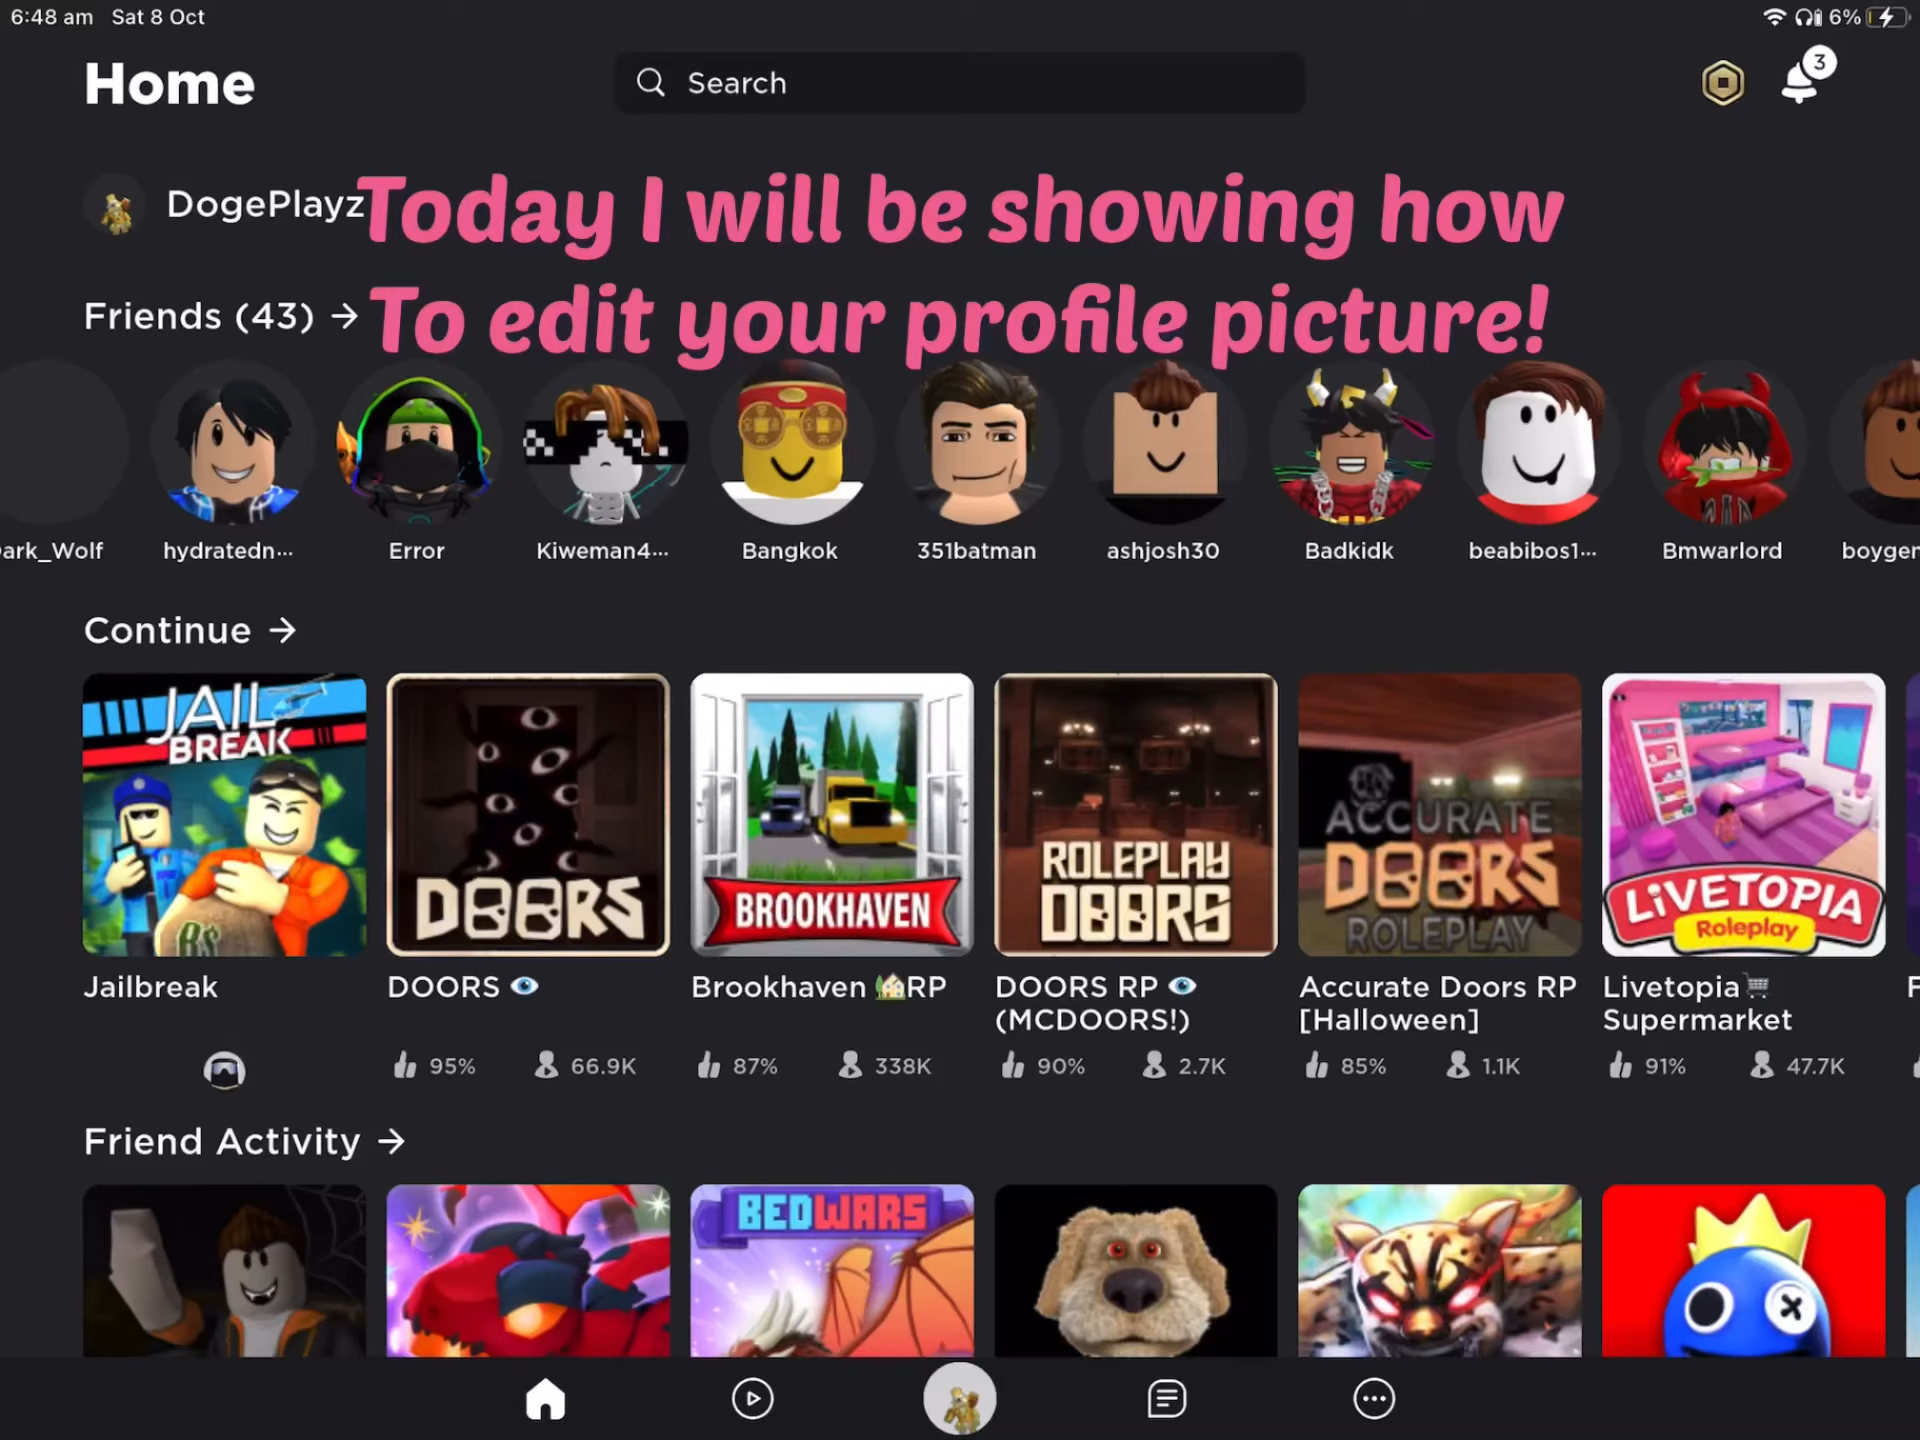 6:48 am Sat 8 Oct
6%
Home
Search
3
DogePlayz
Today I will be showing how
Friends (43) →
To edit your profile picture!
ark_Wolf
hydratedn...
Error
Kiweman4...
Bangkok
351batman
ashjosh30
Badkidk
beabibos1...
Bmwarlord
boygen
Continue →
JAIL
BREAK
DOORS
BROOKHAVEN
ROLEPLAY
DOORS
ACCURATE
DOORS
ROLEPLAY
LIVETOPIA
Roleplay
Jailbreak
DOORS 👁
Brookhaven 🏡RP
DOORS RP 👁
(MCDOORS!)
Accurate Doors RP
[Halloween]
Livetopia🛒
Supermarket
F
95% 66.9K
87% 338K
90% 2.7K
85% 1.1K
91% 47.7K
Friend Activity →
BEDWARS